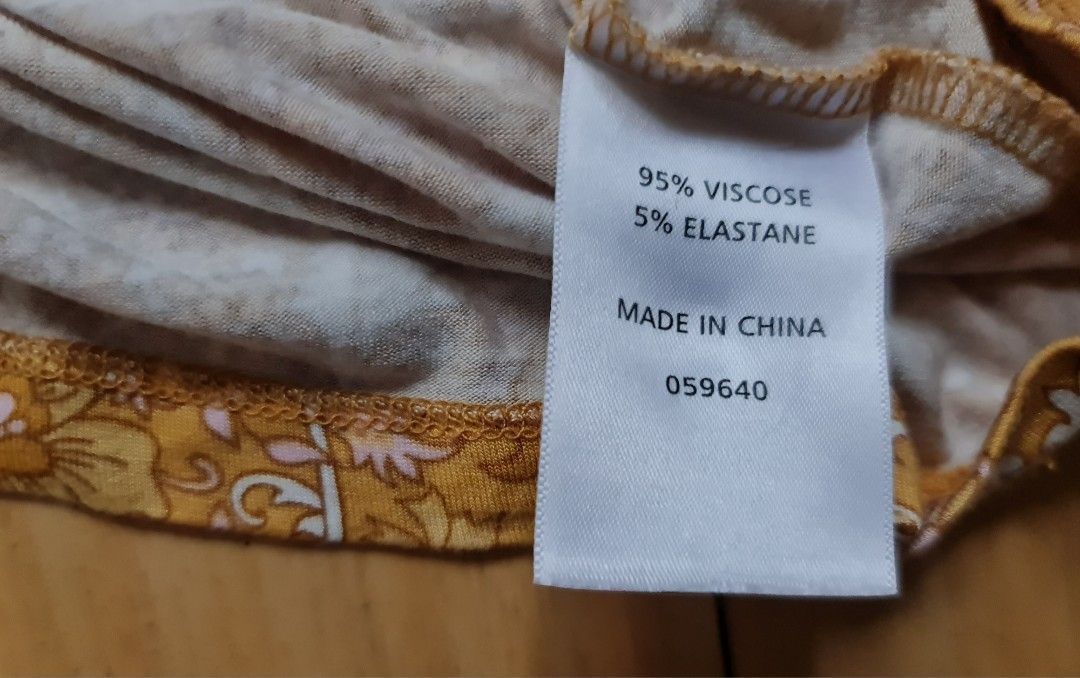 95% VISCOSE
5% ELASTANE
MADE IN CHINA
059640